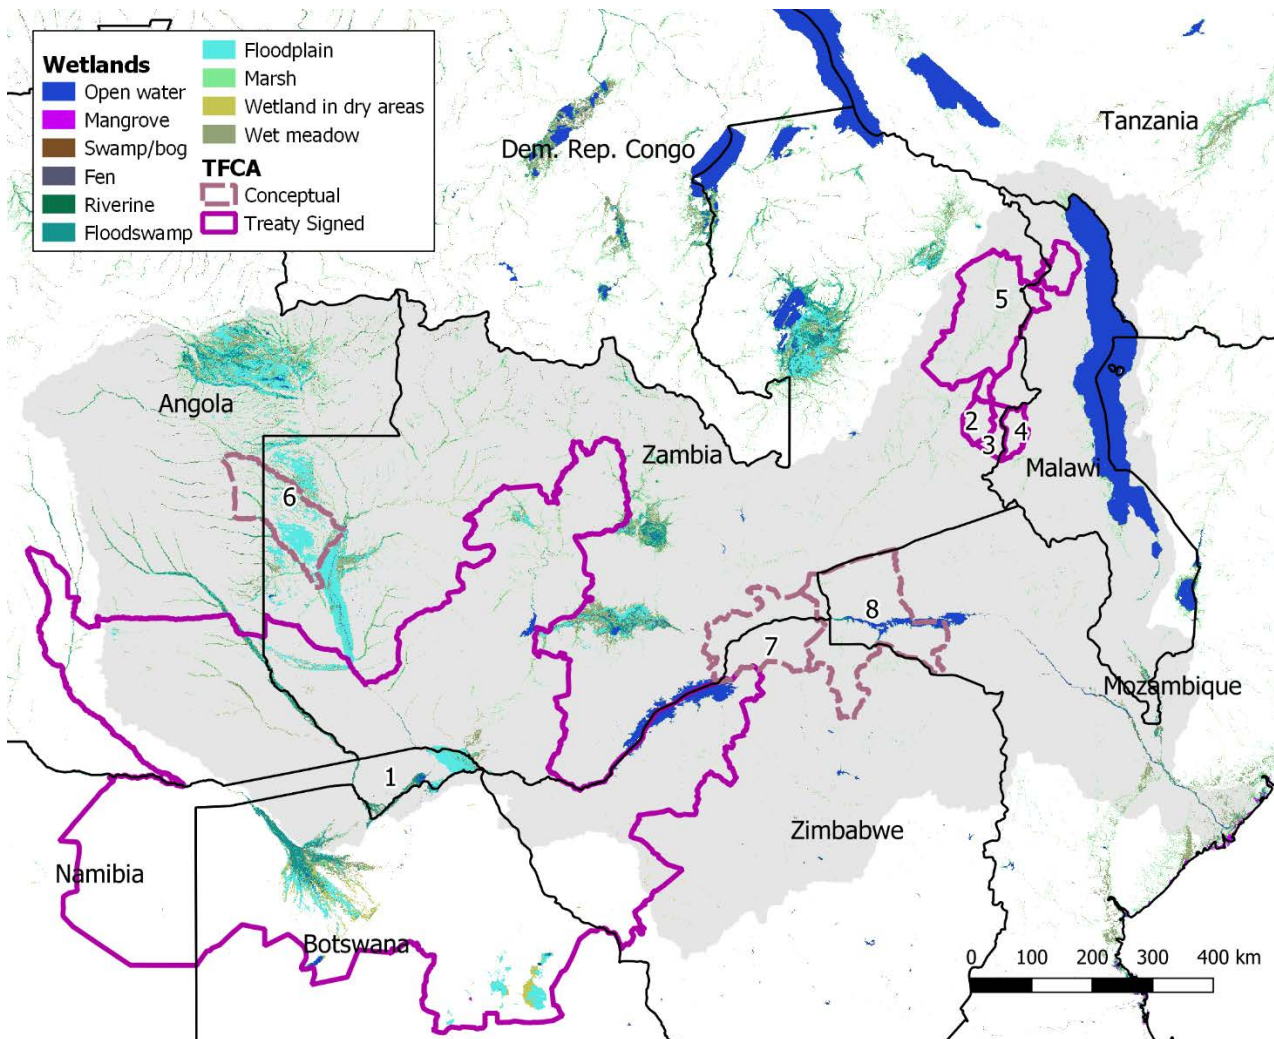 Wetlands
Open water
Mangrove
Swamp/bog
Fen
Riverine
Floodswamp
Floodplain
Marsh
Wetland in dry areas
Wet meadow
TFCA
Conceptual
Treaty Signed
Tanzania
Dem. Rep. Congo
5
Angola
2
3
4
Zambia
Malawi
6
8
7
Mozambique
1
Zimbabwe
Namibia
Botswana
0 100 200 300 400 km